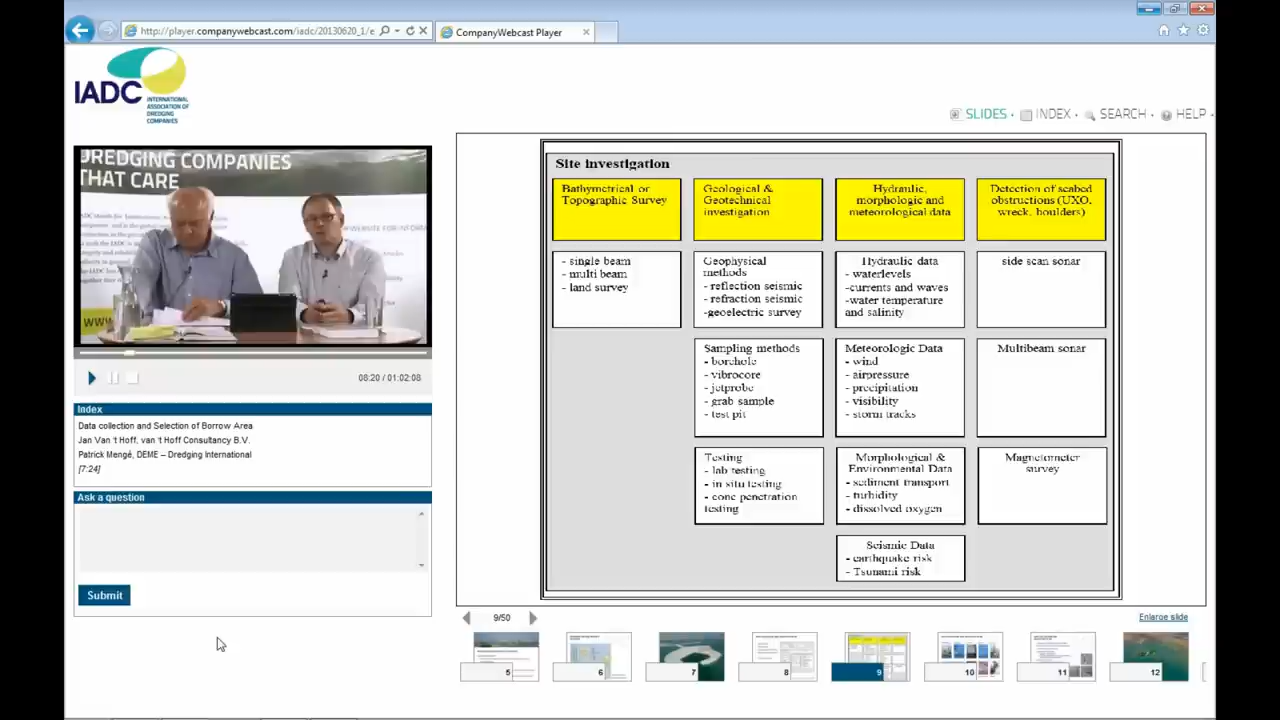 http://player.companywebcast.com/iadc/20130620_1/e
CompanyWebcast Player
IADC
INTERNATIONAL
ASSOCIATION OF
DREDGING
COMPANIES
SLIDES
INDEX
SEARCH
HELP
DREDGING COMPANIES
THAT CARE
WWW
08:20 / 01:02:08
Index
Data collection and Selection of Borrow Area
Jan Van 't Hoff, van 't Hoff Consultancy B.V.
Patrick Mengé, DEME – Dredging International
[7:24]
Ask a question
Submit
Site investigation
Bathymetrical or
Topographic Survey
- single beam
- multi beam
- land survey
Geological &
Geotechnical
investigation
Geophysical
methods
- reflection seismic
- refraction seismic
-geoelectric survey
Sampling methods
- borehole
- vibrocore
- jetprobe
- grab sample
- test pit
Testing
- lab testing
- in situ testing
- cone penetration
testing
Hydraulic,
morphologic and
meteorological data
Hydraulic data
- waterlevels
-currents and waves
-water temperature
and salinity
Meteorologic Data
- wind
- airpressure
- precipitation
- visibility
- storm tracks
Morphological &
Environmental Data
- sediment transport
- turbidity
- dissolved oxygen
Seismic Data
- earthquake risk
- Tsunami risk
Detection of seabed
obstructions (UXO,
wreck, boulders)
side scan sonar
Multibeam sonar
Magnetometer
survey
9/50
Enlarge slide
5
6
7
8
9
10
11
12